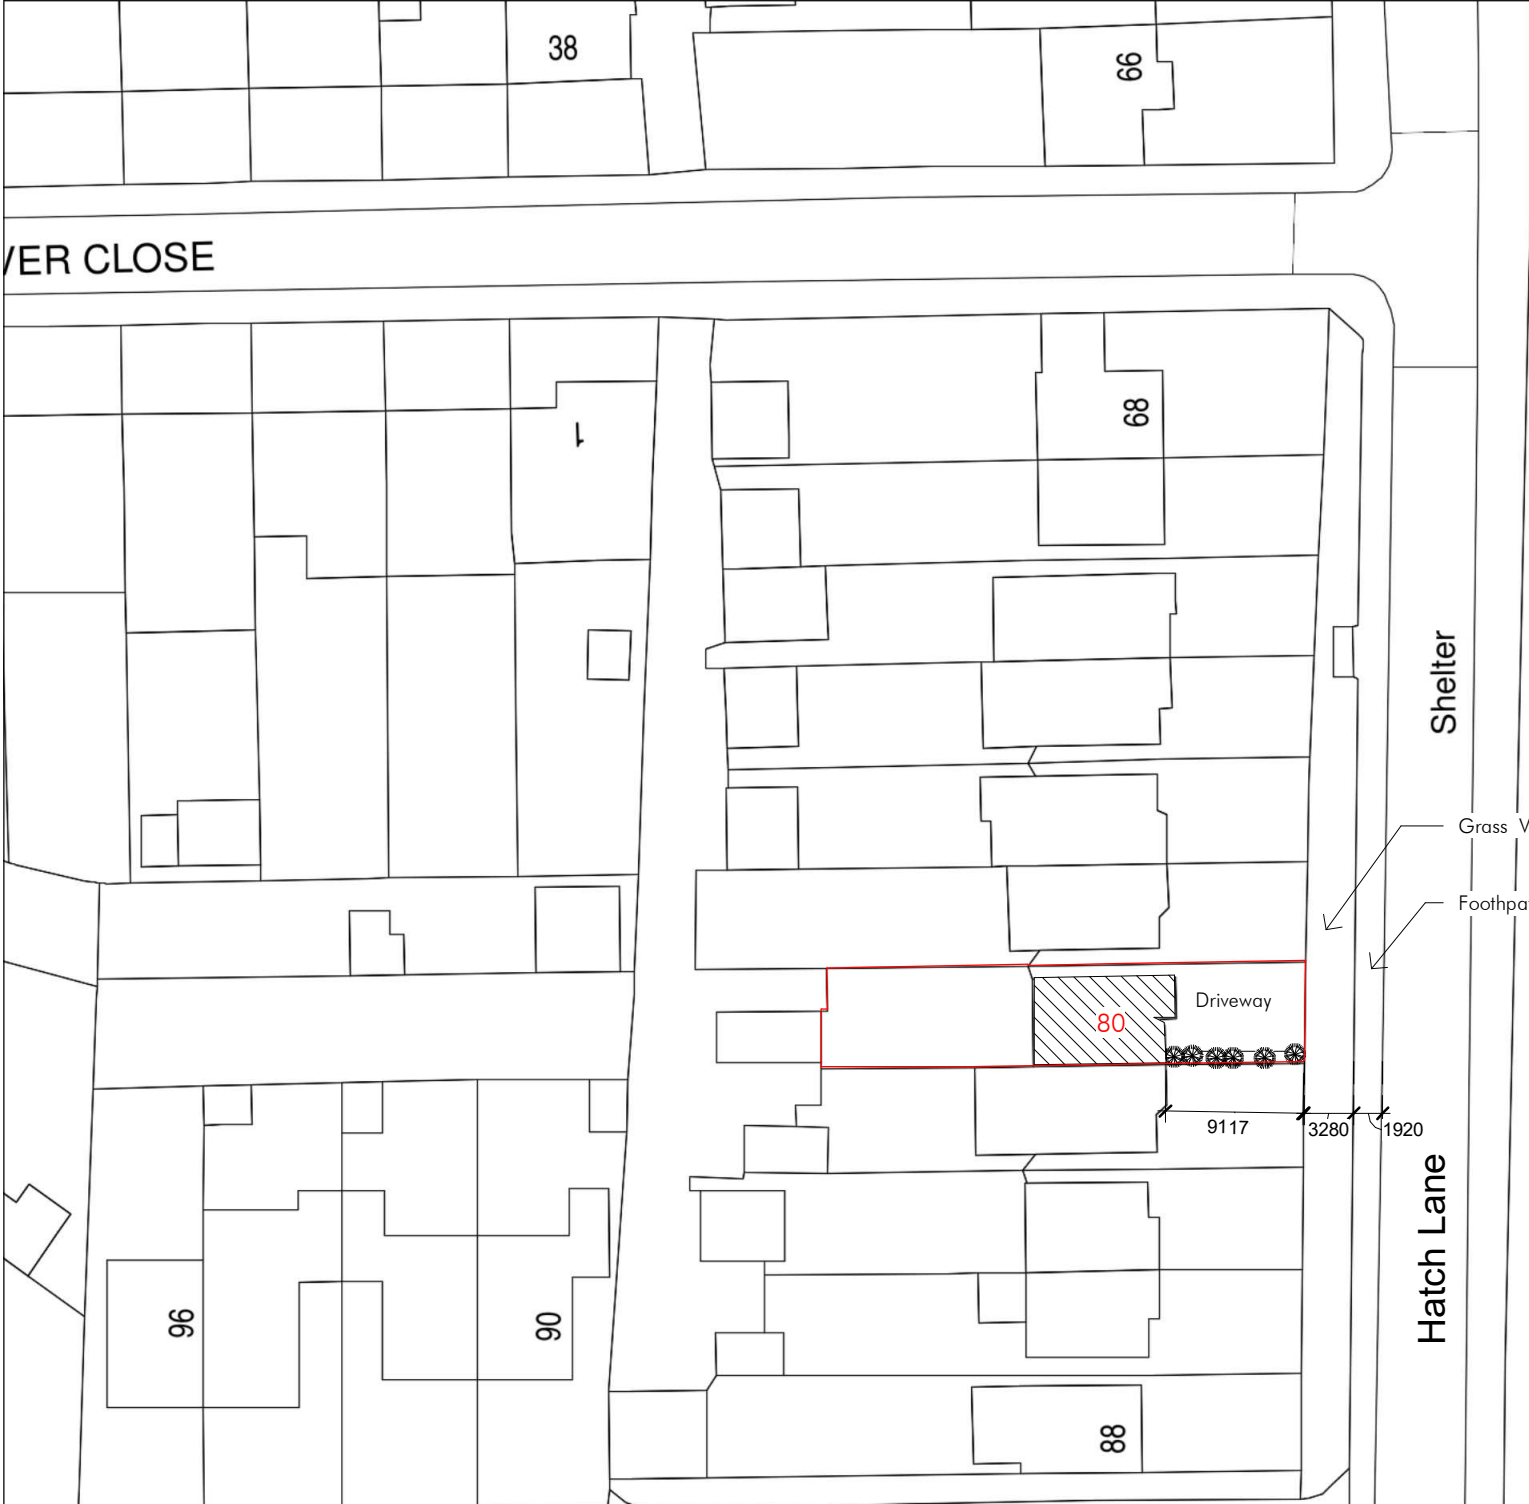 38
66
VER CLOSE
1
68
Shelter
Grass V
Foothpa
Driveway
80
9117
3280
1920
Hatch Lane
96
90
88